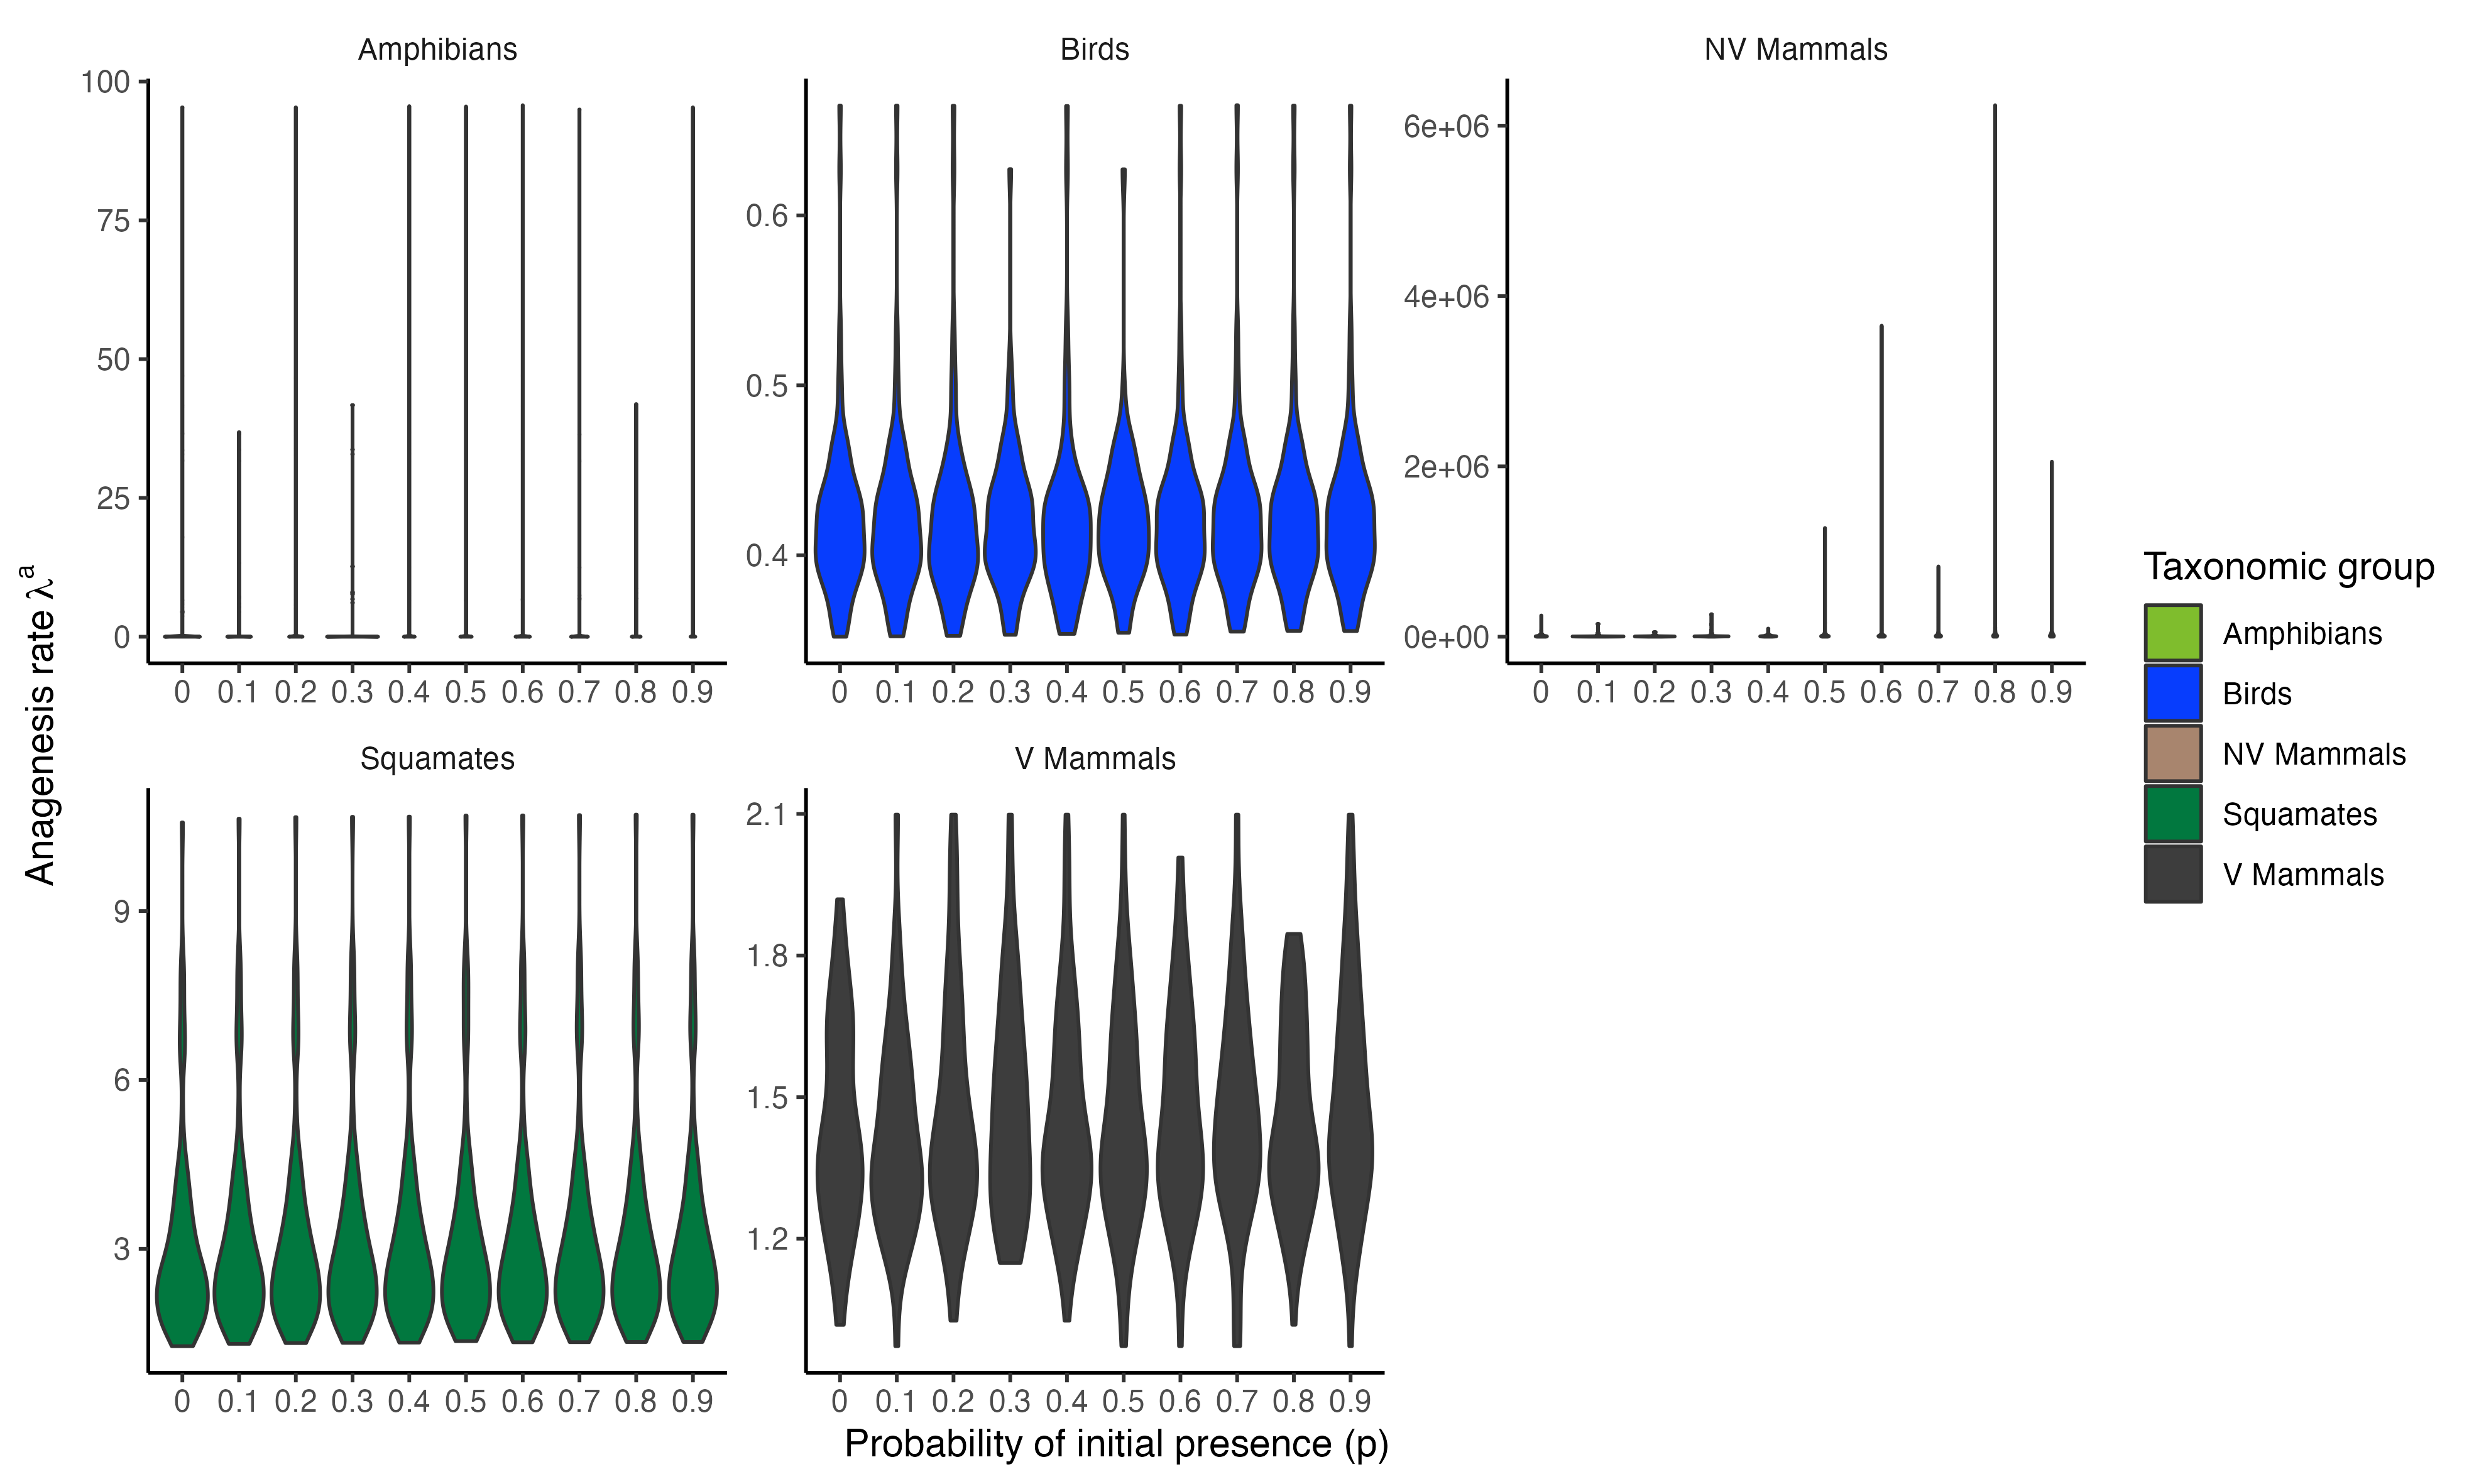 Amphibians
Birds
NV Mammals
100
75
50
25
0
0.6
0.5
0.4
6e+06
4e+06
2e+06
0e+00
0 0.1 0.2 0.3 0.4 0.5 0.6 0.7 0.8 0.9
0 0.1 0.2 0.3 0.4 0.5 0.6 0.7 0.8 0.9
0 0.1 0.2 0.3 0.4 0.5 0.6 0.7 0.8 0.9
Anagenesis rate λᵃ
Squamates
V Mammals
9
6
3
2.1
1.8
1.5
1.2
0 0.1 0.2 0.3 0.4 0.5 0.6 0.7 0.8 0.9
0 0.1 0.2 0.3 0.4 0.5 0.6 0.7 0.8 0.9
Probability of initial presence (p)
Taxonomic group
Amphibians
Birds
NV Mammals
Squamates
V Mammals